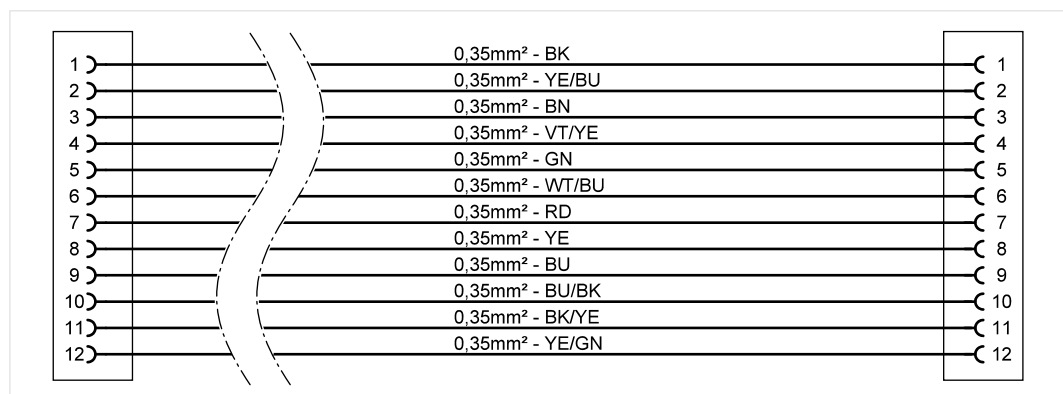 1 0,35mm² - BK 1
2 0,35mm² - YE/BU 2
3 0,35mm² - BN 3
4 0,35mm² - VT/YE 4
5 0,35mm² - GN 5
6 0,35mm² - WT/BU 6
7 0,35mm² - RD 7
8 0,35mm² - YE 8
9 0,35mm² - BU 9
10 0,35mm² - BU/BK 10
11 0,35mm² - BK/YE 11
12 0,35mm² - YE/GN 12